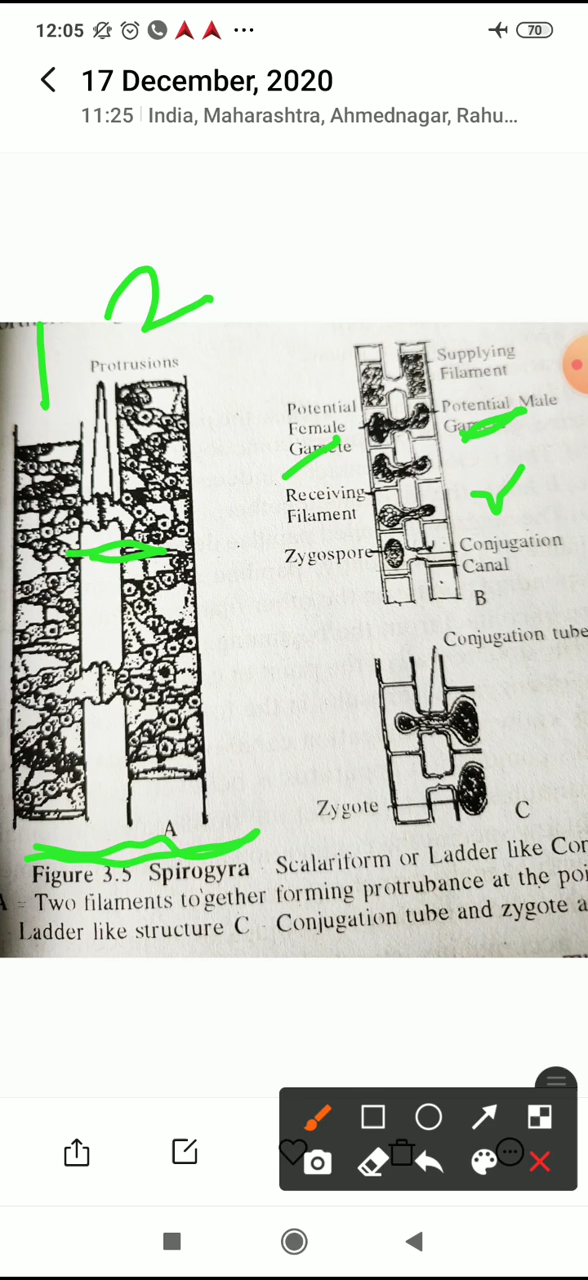 12:05
70
17 December, 2020
11:25 India, Maharashtra, Ahmednagar, Rahu...
1 2
Protrusions
Supplying
Filament
Potential
Female
Gamete
Potential Male
Receiving
Filament
Zygospore
Conjugation
Canal
B
Conjugation tube
Zygote
A
C
Figure 3.5 Spirogyra Scalariform or Ladder like Con
A = Two filaments together forming protrubance at the poi
Ladder like structure C Conjugation tube and zygote a